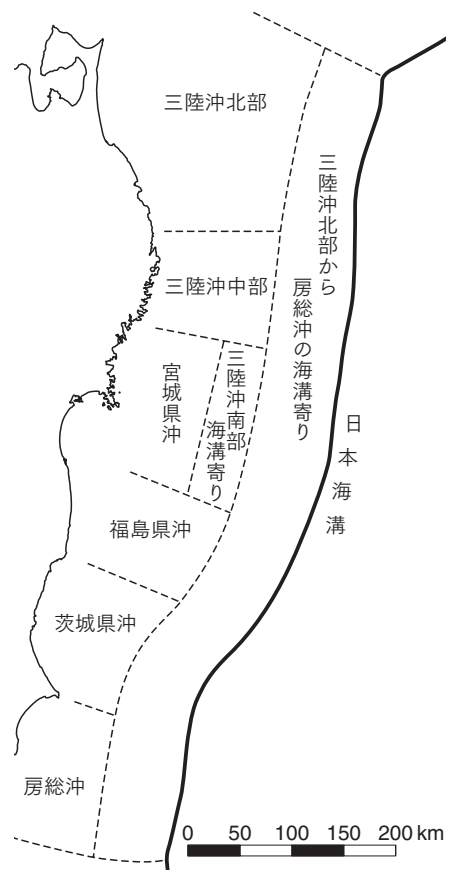 三陸沖北部
三陸沖北部から
房総沖の海溝寄り
三陸沖中部
宮城県沖
三陸沖南部
海溝寄り
日本海溝
福島県沖
茨城県沖
房総沖
0 50 100 150 200 km